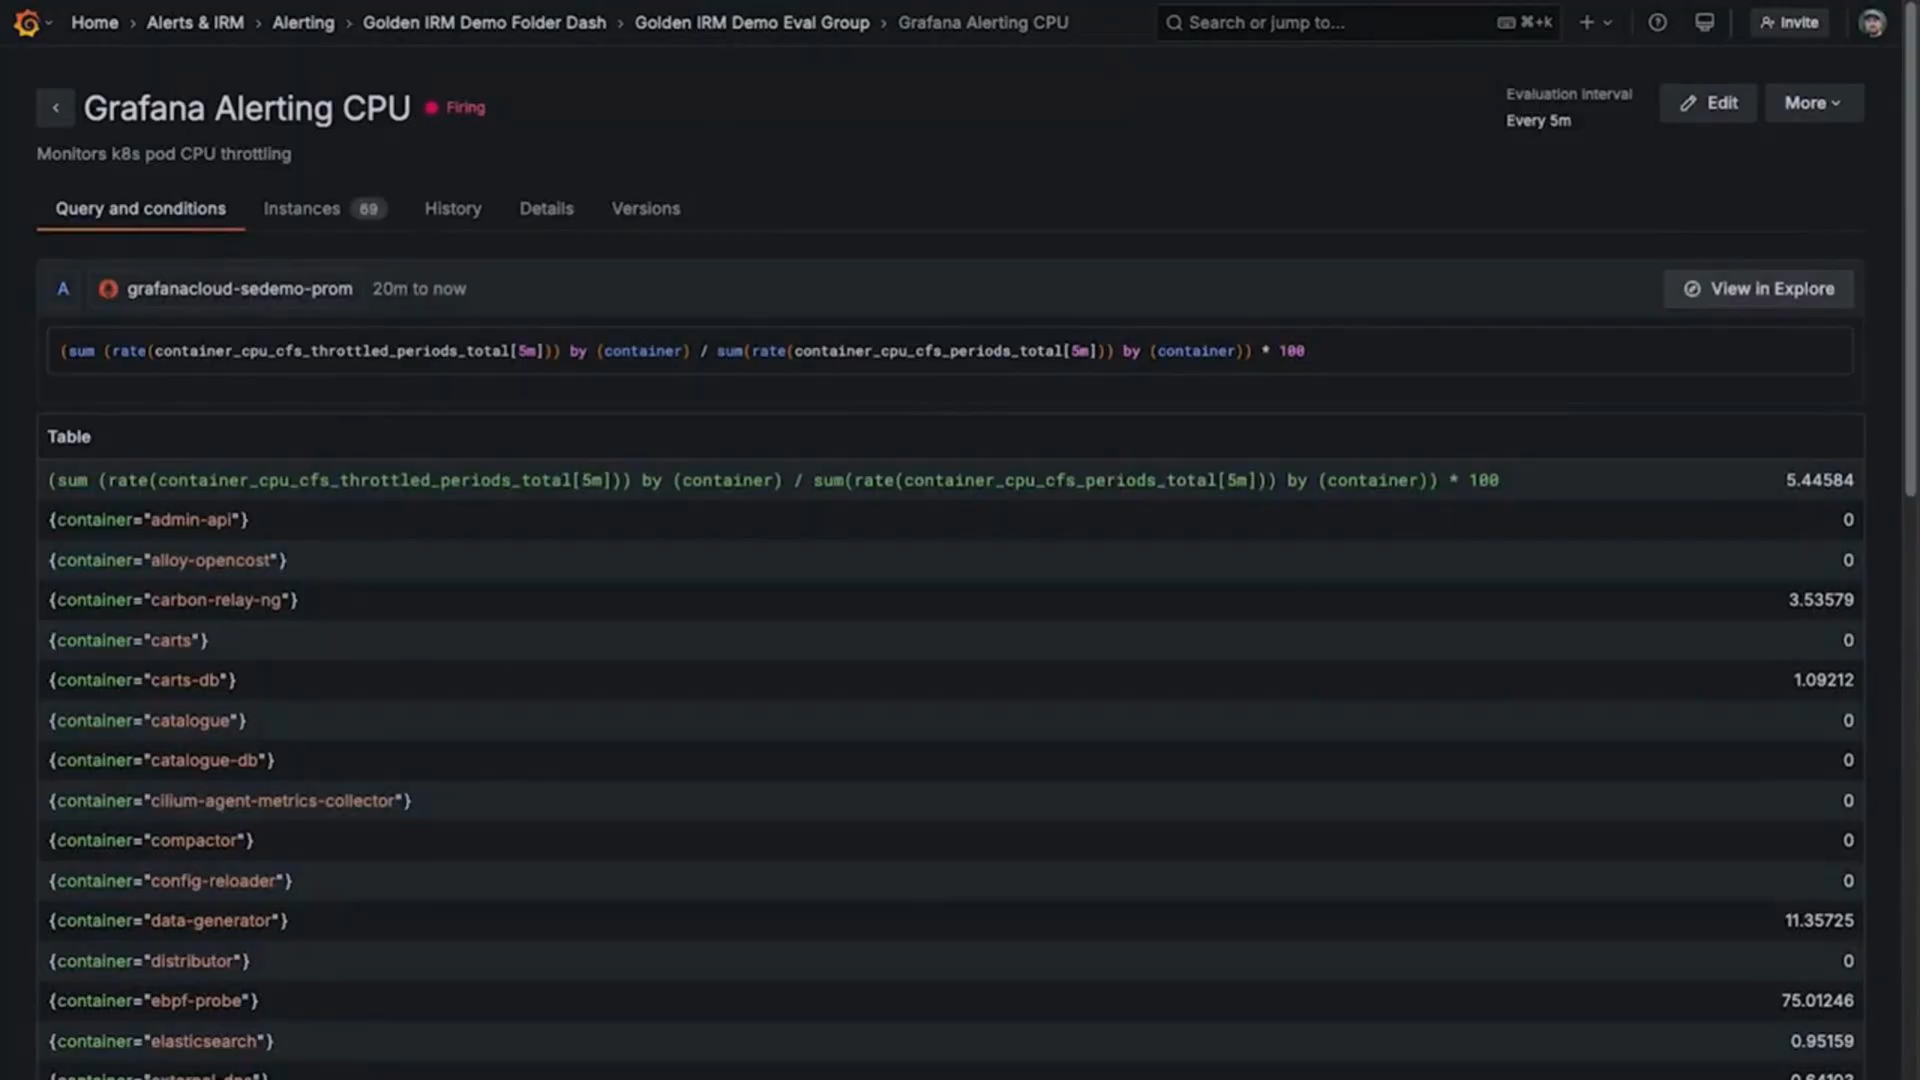 Home › Alerts & IRM › Alerting › Golden IRM Demo Folder Dash › Golden IRM Demo Eval Group › Grafana Alerting CPU
Search or jump to... ⌘+k
Invite
Grafana Alerting CPU Firing
Evaluation interval
Every 5m
Edit
More
Monitors k8s pod CPU throttling
Query and conditions Instances 69 History Details Versions
A grafanacloud-sedemo-prom 20m to now View in Explore
(sum (rate(container_cpu_cfs_throttled_periods_total[5m])) by (container) / sum(rate(container_cpu_cfs_periods_total[5m])) by (container)) * 100
Table
(sum (rate(container_cpu_cfs_throttled_periods_total[5m])) by (container) / sum(rate(container_cpu_cfs_periods_total[5m])) by (container)) * 100 5.44584
{container="admin-api"} 0
{container="alloy-opencost"} 0
{container="carbon-relay-ng"} 3.53579
{container="carts"} 0
{container="carts-db"} 1.09212
{container="catalogue"} 0
{container="catalogue-db"} 0
{container="cilium-agent-metrics-collector"} 0
{container="compactor"} 0
{container="config-reloader"} 0
{container="data-generator"} 11.35725
{container="distributor"} 0
{container="ebpf-probe"} 75.01246
{container="elasticsearch"} 0.95159